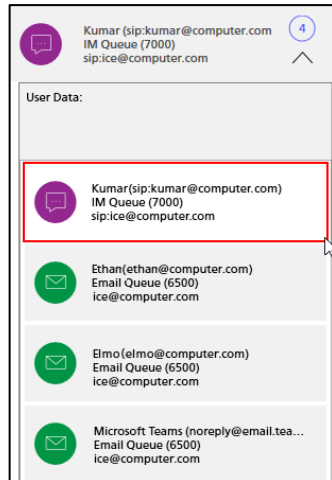 Kumar (sip:kumar@computer.com
4
IM Queue (7000)
sip:ice@computer.com
User Data:
Kumar(sip:kumar@computer.com)
IM Queue (7000)
sip:ice@computer.com
Ethan(ethan@computer.com)
Email Queue (6500)
ice@computer.com
Elmo(elmo@computer.com)
Email Queue (6500)
ice@computer.com
Microsoft Teams (noreply@email.tea...
Email Queue (6500)
ice@computer.com